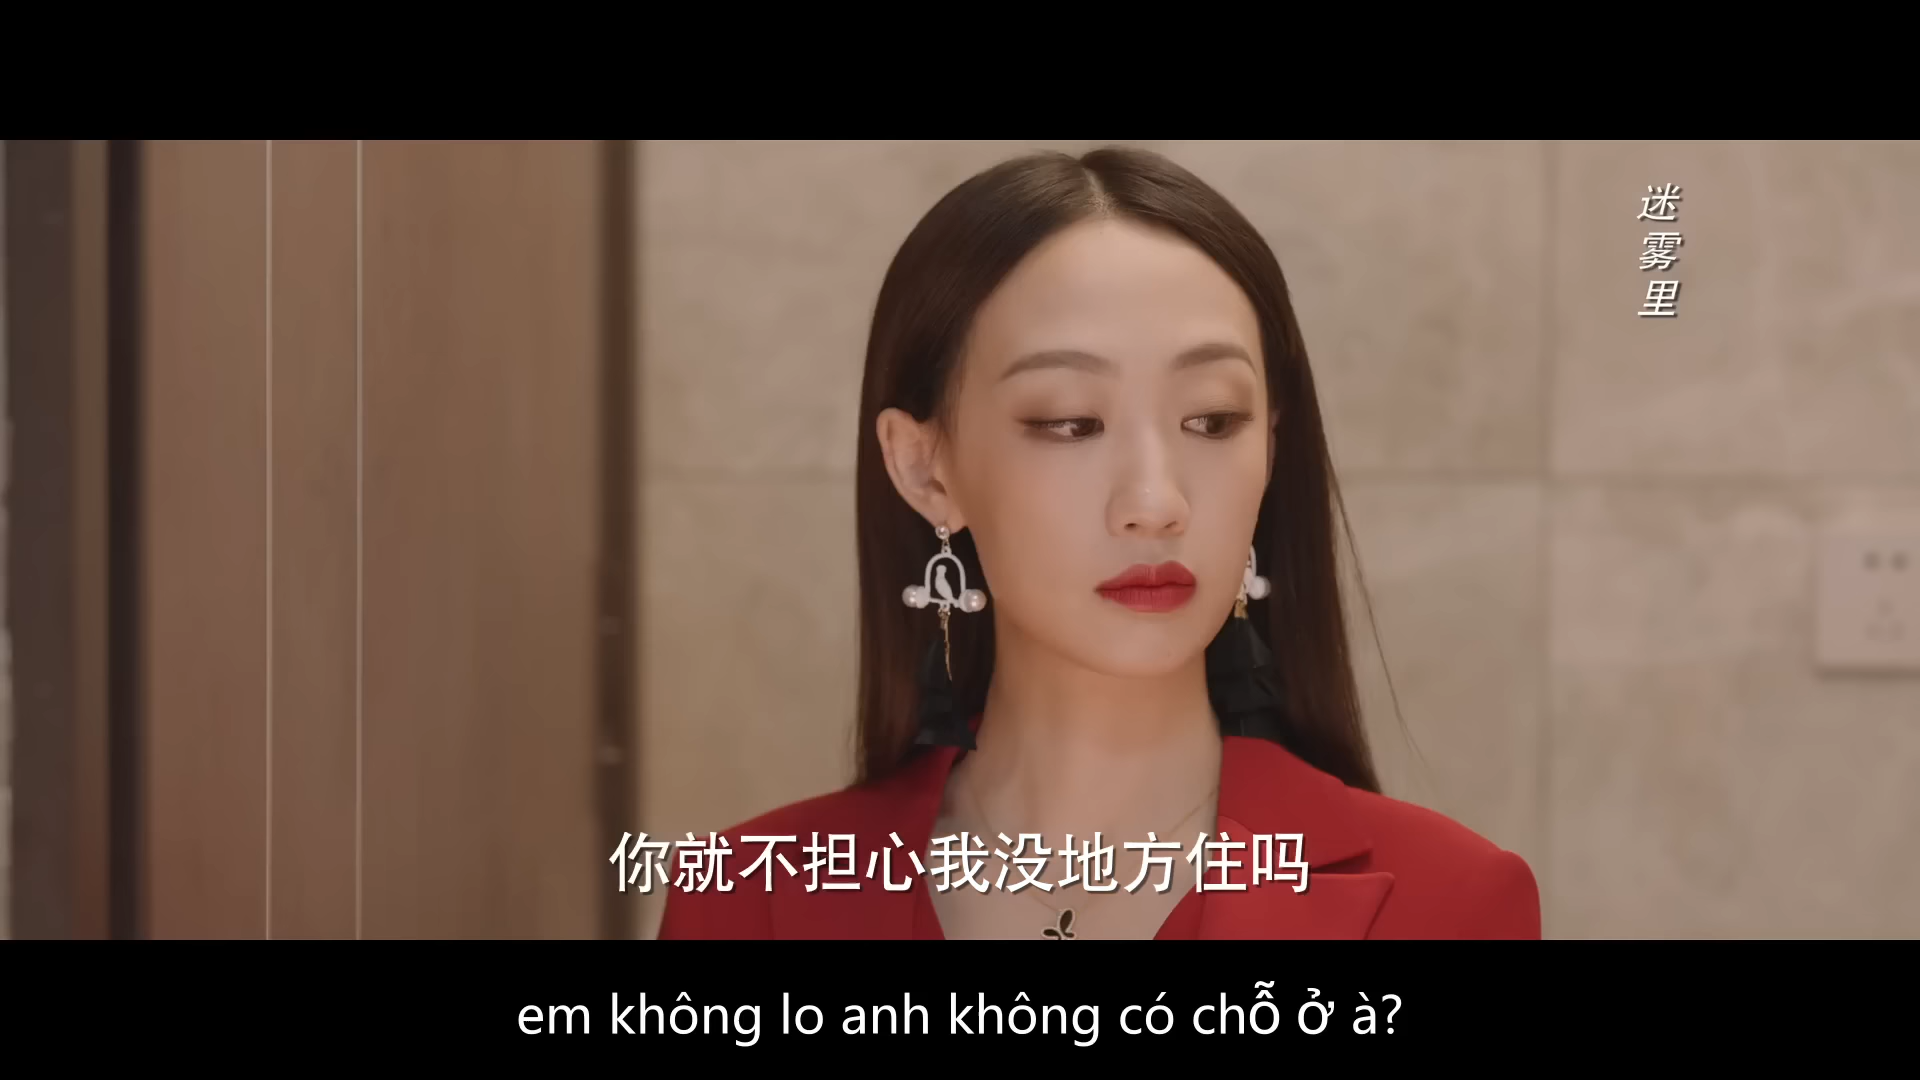 迷雾里
你就不担心我没地方住吗
em không lo anh không có chỗ ở à?